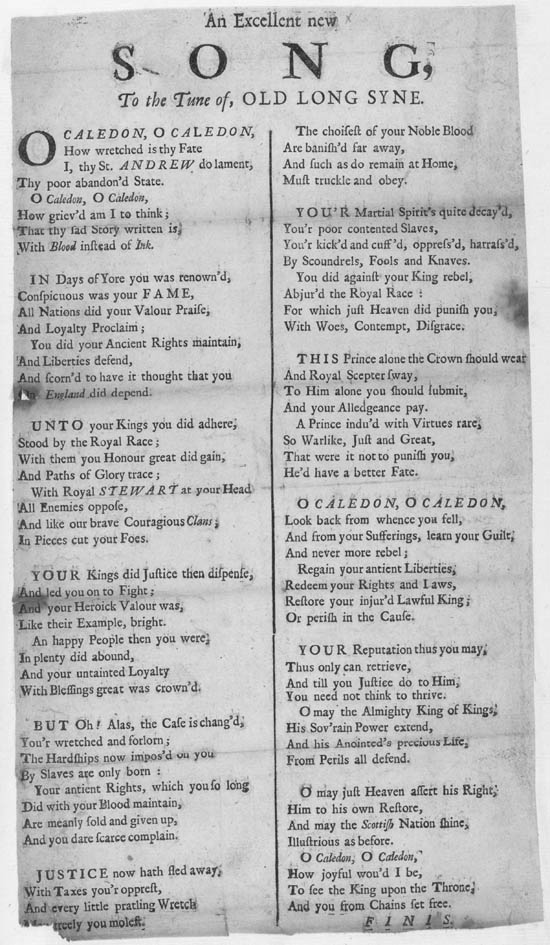 An Excellent new
SONG,
To the Tune of, OLD LONG SYNE.
O CALEDON, O CALEDON,
How wretched is thy Fate
I, thy St. ANDREW do lament,
Thy poor abandon'd State.
O Caledon, O Caledon,
How griev'd am I to think;
That thy sad Story written is,
With Blood instead of Ink.
IN Days of Yore you was renown'd,
Conspicuous was your FAME,
All Nations did your Valour Praise,
And Loyalty Proclaim;
You did your Ancient Rights maintain,
And Liberties defend,
And scorn'd to have it thought that you
On England did depend.
UNTO your Kings you did adhere,
Stood by the Royal Race;
With them you Honour great did gain,
And Paths of Glory trace;
With Royal STEWART at your Head
All Enemies oppose,
And like our brave Couragious Clans;
In Pieces cut your Foes.
YOUR Kings did Justice then dispense,
And led you on to Fight;
And your Heroick Valour was,
Like their Example, bright.
An happy People then you were,
In plenty did abound,
And your untainted Loyalty
With Blessings great was crown'd.
BUT Oh! Alas, the Case is chang'd,
You'r wretched and forlorn;
The Hardships now impos'd on you
By Slaves are only born:
Your antient Rights, which you so long
Did with your Blood maintain,
Are meanly sold and given up,
And you dare scarce complain.
JUSTICE now hath fled away,
With Taxes you'r opprest,
And every little pratling Wretch
freely you molest.
The choisest of your Noble Blood
Are banish'd far away,
And such as do remain at Home,
Must truckle and obey.
YOU'R Martial Spirit's quite decay'd,
You'r poor contented Slaves,
You'r kick'd and cuff'd, oppress'd, harrass'd,
By Scoundrels, Fools and Knaves.
You did against your King rebel,
Abjur'd the Royal Race:
For which just Heaven did punish you,
With Woes, Contempt, Disgrace.
THIS Prince alone the Crown should wear
And Royal Scepter sway,
To Him alone you should submit,
And your Alledgeance pay.
A Prince indu'd with Virtues rare,
So Warlike, Just and Great,
That were it not to punish you,
He'd have a better Fate.
O CALEDON, O CALEDON,
Look back from whence you fell,
And from your Sufferings, learn your Guilt,
And never more rebel;
Regain your antient Liberties,
Redeem your Rights and Laws,
Restore your injur'd Lawful King;
Or perish in the Cause.
YOUR Reputation thus you may,
Thus only can retrieve,
And till you Justice do to Him,
You need not think to thrive.
O may the Almighty King of Kings,
His Sov'rain Power extend,
And his Anointed's precious Life,
From Perils all defend.
O may just Heaven assert his Right,
Him to his own Restore,
And may the Scottish Nation shine,
Illustrious as before.
O Caledon, O Caledon,
How joyful wou'd I be,
To see the King upon the Throne,
And you from Chains set free.
FINIS.